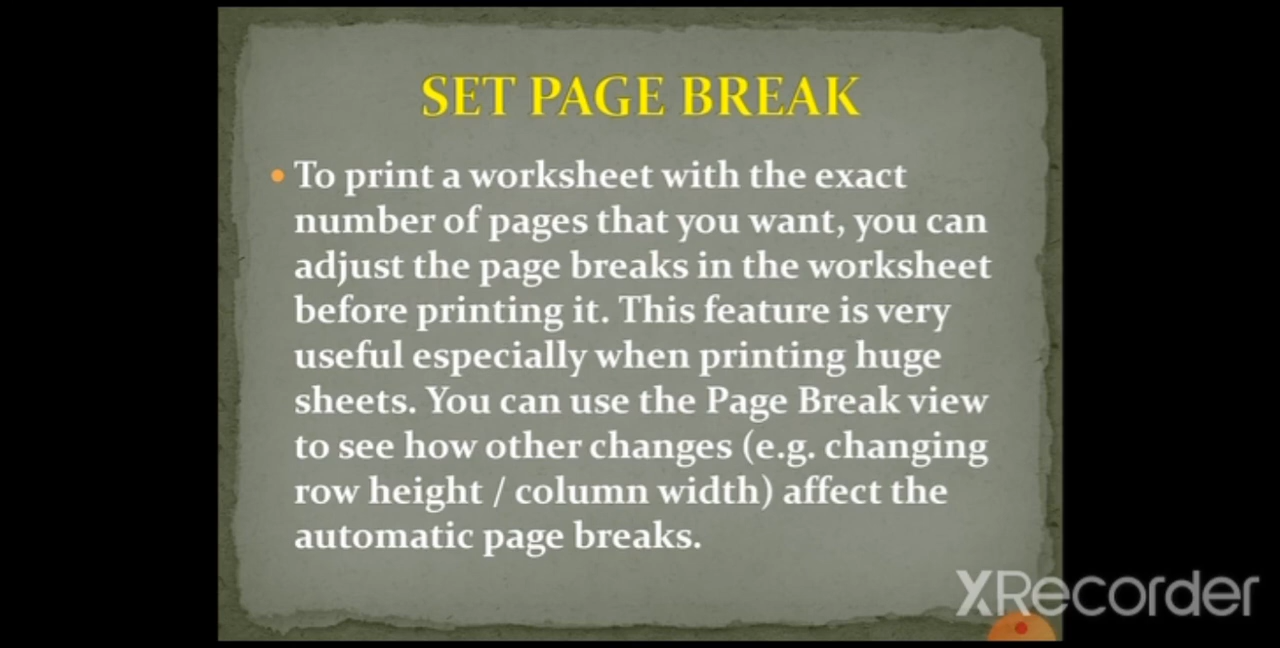 SET PAGE BREAK
• To print a worksheet with the exact
number of pages that you want, you can
adjust the page breaks in the worksheet
before printing it. This feature is very
useful especially when printing huge
sheets. You can use the Page Break view
to see how other changes (e.g. changing
row height / column width) affect the
automatic page breaks.
XRecorder